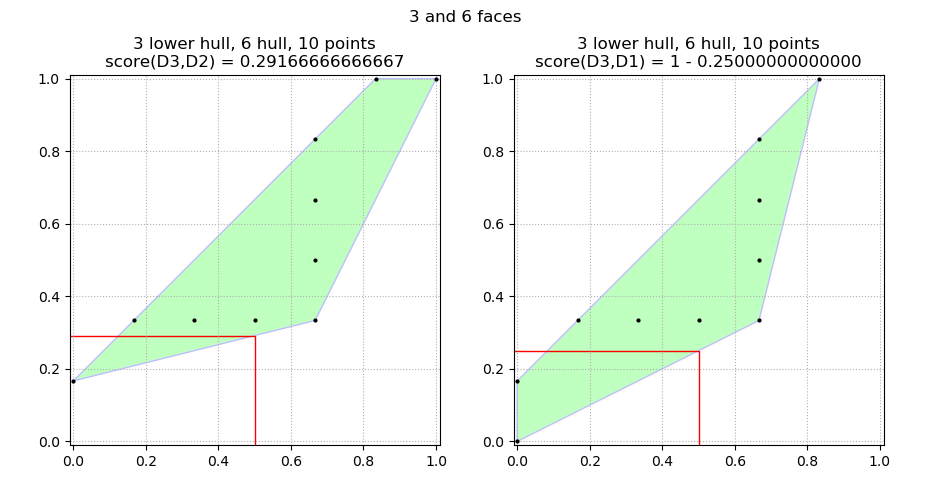 3 and 6 faces
3 lower hull, 6 hull, 10 points
score(D3,D2) = 0.29166666666667
1.0
0.8
0.6
0.4
0.2
0.0
0.0 0.2 0.4 0.6 0.8 1.0
3 lower hull, 6 hull, 10 points
score(D3,D1) = 1 - 0.25000000000000
1.0
0.8
0.6
0.4
0.2
0.0
0.0 0.2 0.4 0.6 0.8 1.0